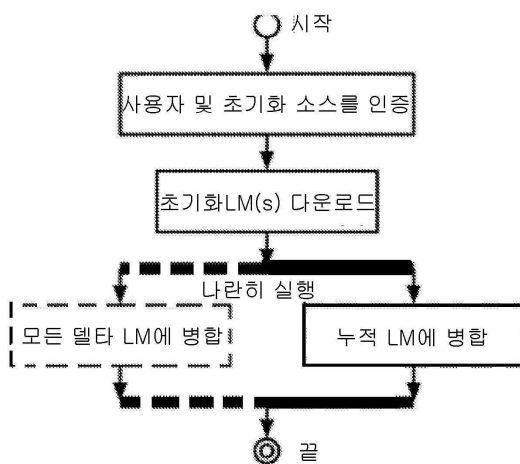 시작
사용자 및 초기화 소스를 인증
초기화LM(s) 다운로드
나란히 실행
모든 델타 LM에 병합
누적 LM에 병합
끝